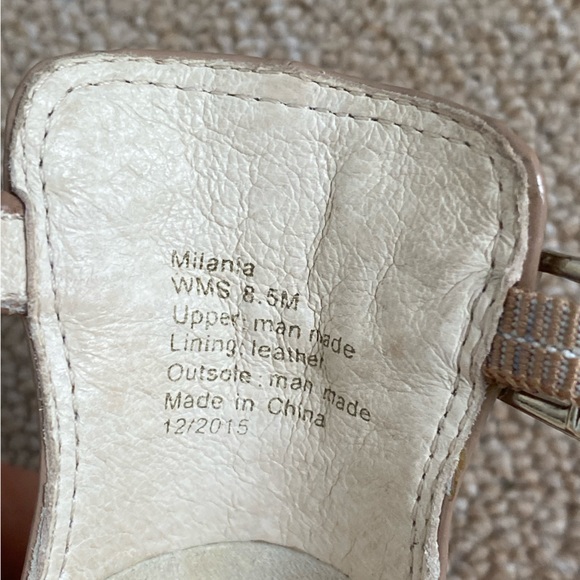 Milania
WMS 8.5M
Upper: man made
Lining: leather
Outsole: man made
Made in China
12/2015